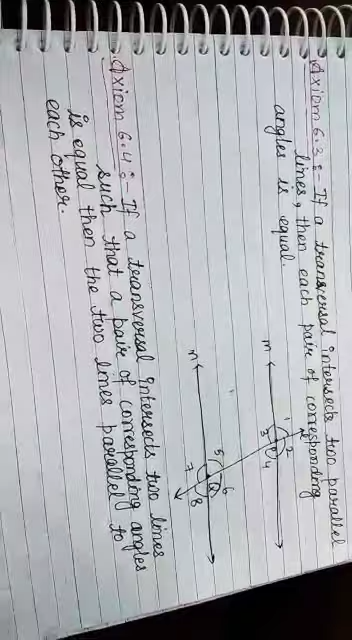 Axiom 6.3 :- If a transversal intersects two parallel
lines, then each pair of corresponding
angles is equal.
m
1
2
3
P
4
n
5
6
7
Q
8
Axiom 6.4 :- If a transversal intersects two lines
such that a pair of corresponding angles
is equal then the two lines parallel to
each other.